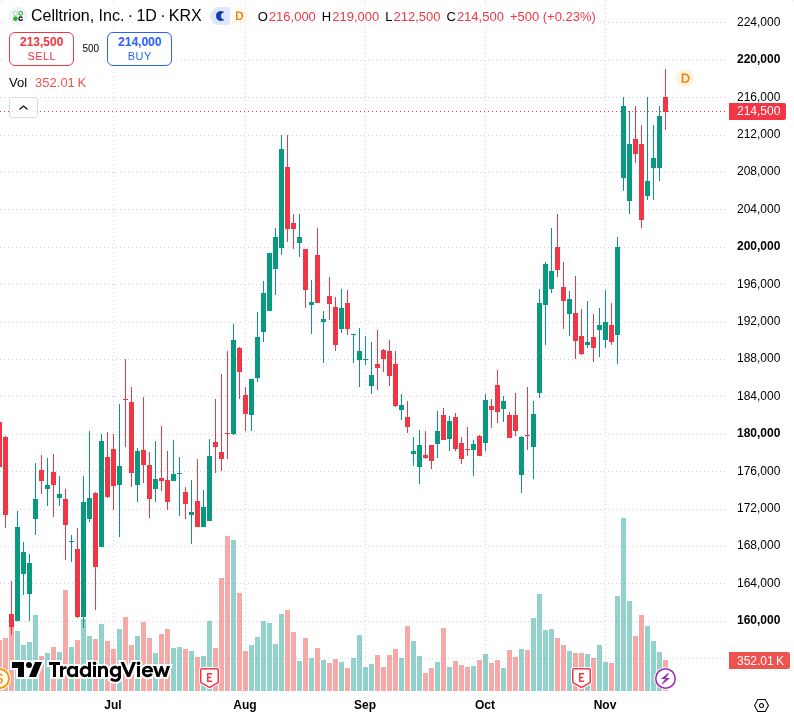 Celltrion, Inc. · 1D · KRX D O216,000 H219,000 L212,500 C214,500 +500 (+0.23%)
213,500 SELL 500 214,000 BUY
Vol 352.01 K
D
224,000
220,000
216,000
214,500
212,000
208,000
204,000
200,000
196,000
192,000
188,000
184,000
180,000
176,000
172,000
168,000
164,000
160,000
352.01 K
S
TradingView
E
E
Jul Aug Sep Oct Nov